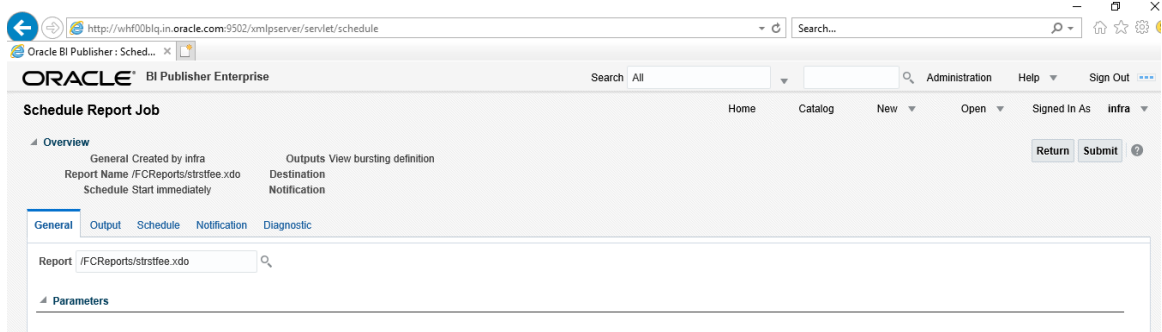 http://whf00blq.in.oracle.com:9502/xmlpserver/servlet/schedule Search...
Oracle BI Publisher : Sched...
ORACLE BI Publisher Enterprise Search All Administration Help Sign Out
Schedule Report Job Home Catalog New Open Signed In As infra
Overview
Return Submit
General Created by infra Outputs View bursting definition
Report Name /FCReports/strstfee.xdo Destination
Schedule Start immediately Notification
General Output Schedule Notification Diagnostic
Report /FCReports/strstfee.xdo
Parameters